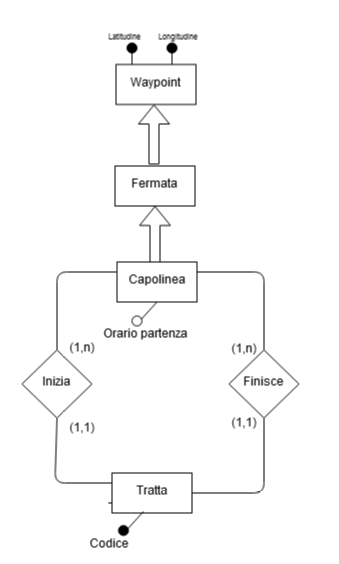 Latitudine Longitudine
Waypoint
Fermata
Capolinea
Orario partenza
(1,n) (1,n)
Inizia Finisce
(1,1) (1,1)
Tratta
Codice